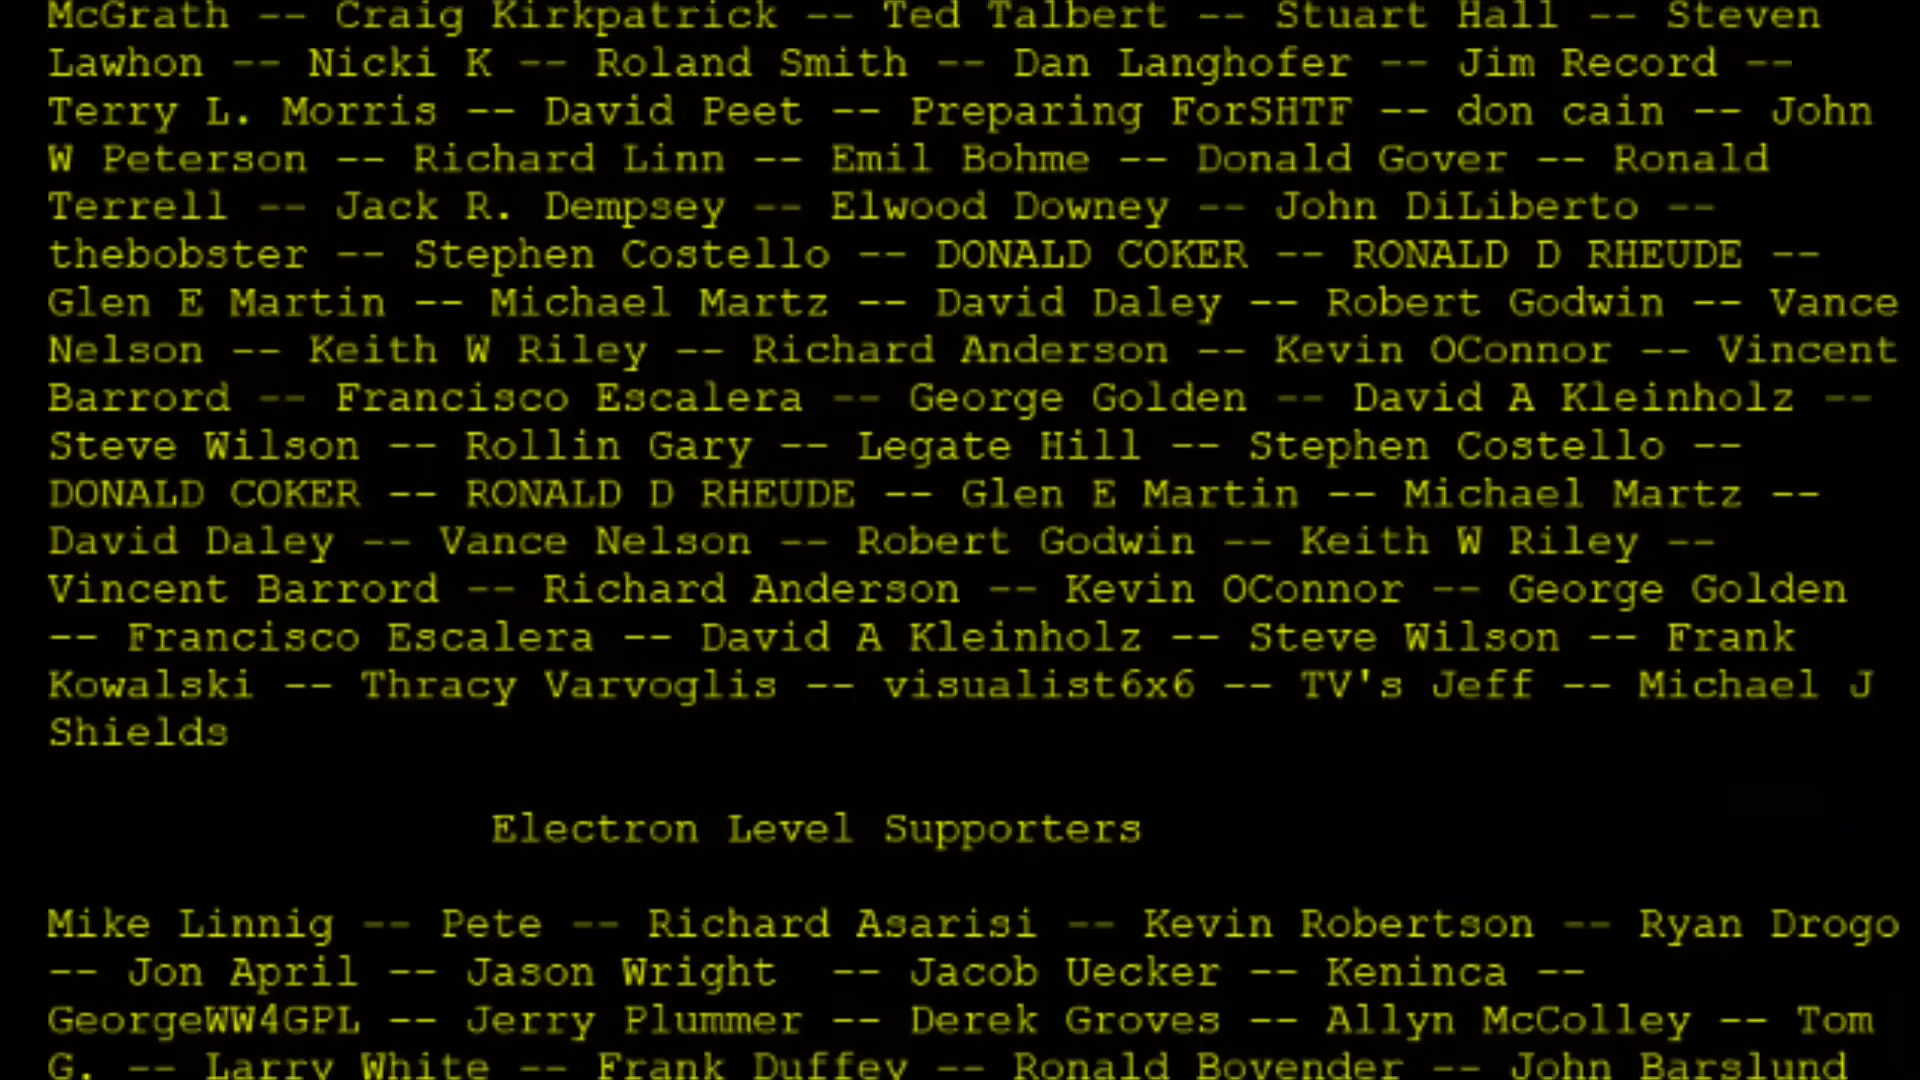 McGrath -- Craig Kirkpatrick -- Ted Talbert -- Stuart Hall -- Steven
Lawhon -- Nicki K -- Roland Smith -- Dan Langhofer -- Jim Record --
Terry L. Morris -- David Peet -- Preparing ForSHTF -- don cain -- John
W Peterson -- Richard Linn -- Emil Bohme -- Donald Gover -- Ronald
Terrell -- Jack R. Dempsey -- Elwood Downey -- John DiLiberto --
thebobster -- Stephen Costello -- DONALD COKER -- RONALD D RHEUDE --
Glen E Martin -- Michael Martz -- David Daley -- Robert Godwin -- Vance
Nelson -- Keith W Riley -- Richard Anderson -- Kevin OConnor -- Vincent
Barrord -- Francisco Escalera -- George Golden -- David A Kleinholz --
Steve Wilson -- Rollin Gary -- Legate Hill -- Stephen Costello --
DONALD COKER -- RONALD D RHEUDE -- Glen E Martin -- Michael Martz --
David Daley -- Vance Nelson -- Robert Godwin -- Keith W Riley --
Vincent Barrord -- Richard Anderson -- Kevin OConnor -- George Golden
-- Francisco Escalera -- David A Kleinholz -- Steve Wilson -- Frank
Kowalski -- Thracy Varvoglis -- visualist6x6 -- TV's Jeff -- Michael J
Shields
Electron Level Supporters
Mike Linnig -- Pete -- Richard Asarisi -- Kevin Robertson -- Ryan Drogo
-- Jon April -- Jason Wright  -- Jacob Uecker -- Keninca --
GeorgeWW4GPL -- Jerry Plummer -- Derek Groves -- Allyn McColley -- Tom
G. -- Larry White -- Frank Duffey -- Ronald Bovender -- John Barslund